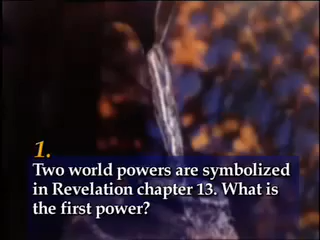 1.
Two world powers are symbolized
in Revelation chapter 13. What is
the first power?